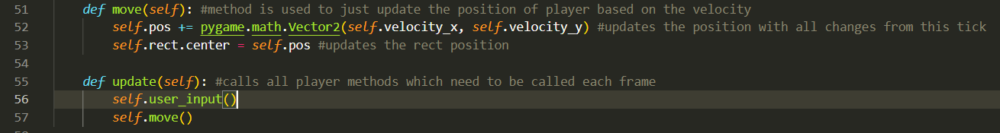 51 def move(self): #method is used to just update the position of player based on the velocity
52 self.pos += pygame.math.Vector2(self.velocity_x, self.velocity_y) #updates the position with all changes from this tick
53 self.rect.center = self.pos #updates the rect position
54
55 def update(self): #calls all player methods which need to be called each frame
56 self.user_input()
57 self.move()